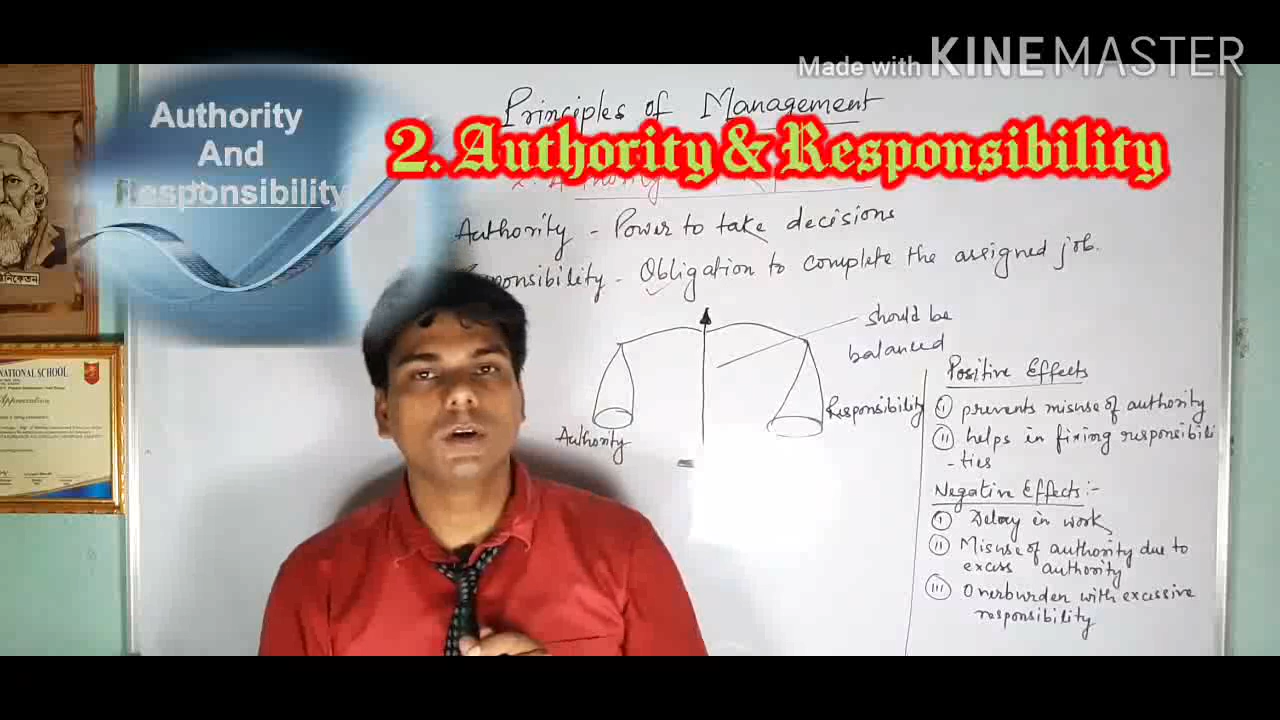 Made with KINEMASTER
Principles of Management
Authority
And
Responsibility
2. Authority & Responsibility
Authority - Power to take decisions
Responsibility - Obligation to complete the assigned job.
should be
balanced
Authority
Responsibility
Positive Effects
(i) prevents misuse of authority
(ii) helps in fixing responsibili
-ties
Negative Effects:-
(i) Delay in work
(ii) Misuse of authority due to
excess authority
(iii) Overburden with excessive
responsibility
NATIONAL SCHOOL
Appreciation